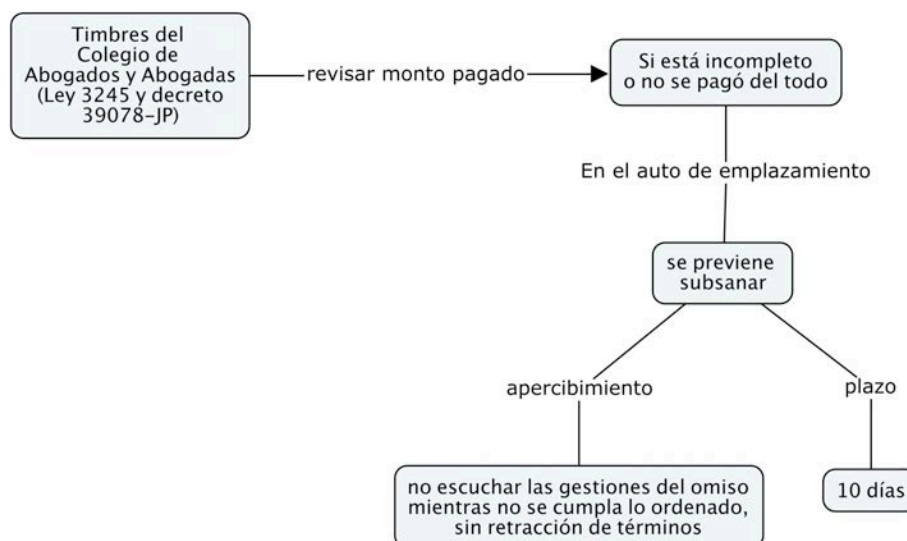 Timbres del
Colegio de
Abogados y Abogadas
(Ley 3245 y decreto
39078-JP)
revisar monto pagado
Si está incompleto
o no se pagó del todo
En el auto de emplazamiento
se previene
subsanar
apercibimiento
plazo
no escuchar las gestiones del omiso
mientras no se cumpla lo ordenado,
sin retracción de términos
10 días